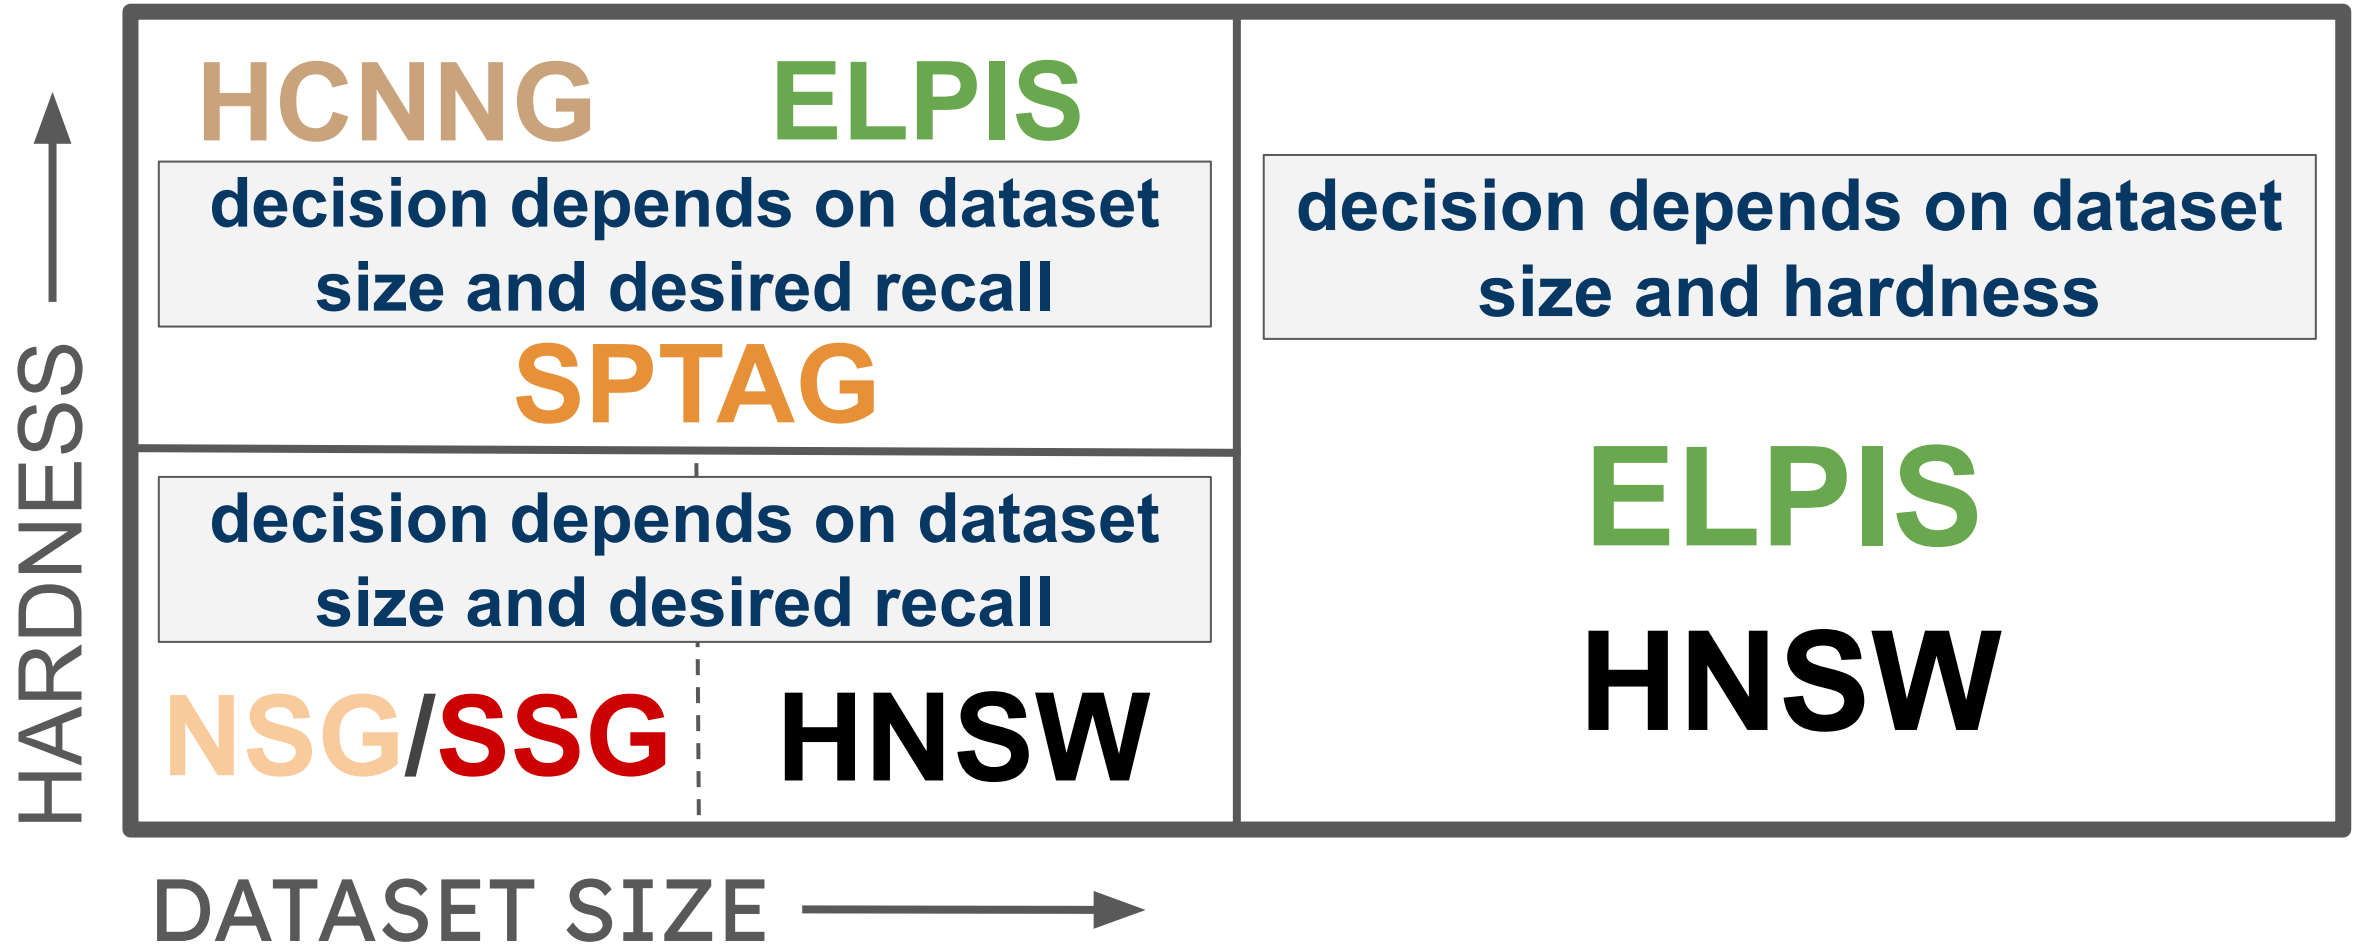 HARDNESS
HCNNG ELPIS
decision depends on dataset
size and desired recall
SPTAG
decision depends on dataset
size and desired recall
NSG/SSG HNSW
decision depends on dataset
size and hardness
ELPIS
HNSW
DATASET SIZE